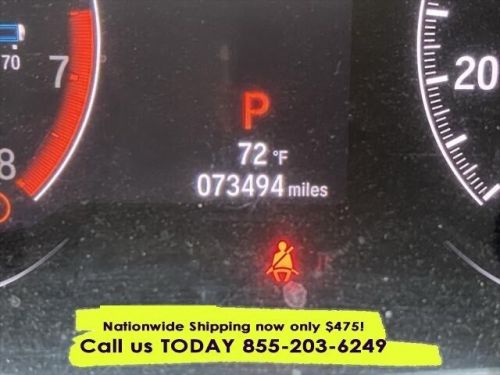 70
7
8
P
72 °F
073494 miles
20
Nationwide Shipping now only $475!
Call us TODAY 855-203-6249